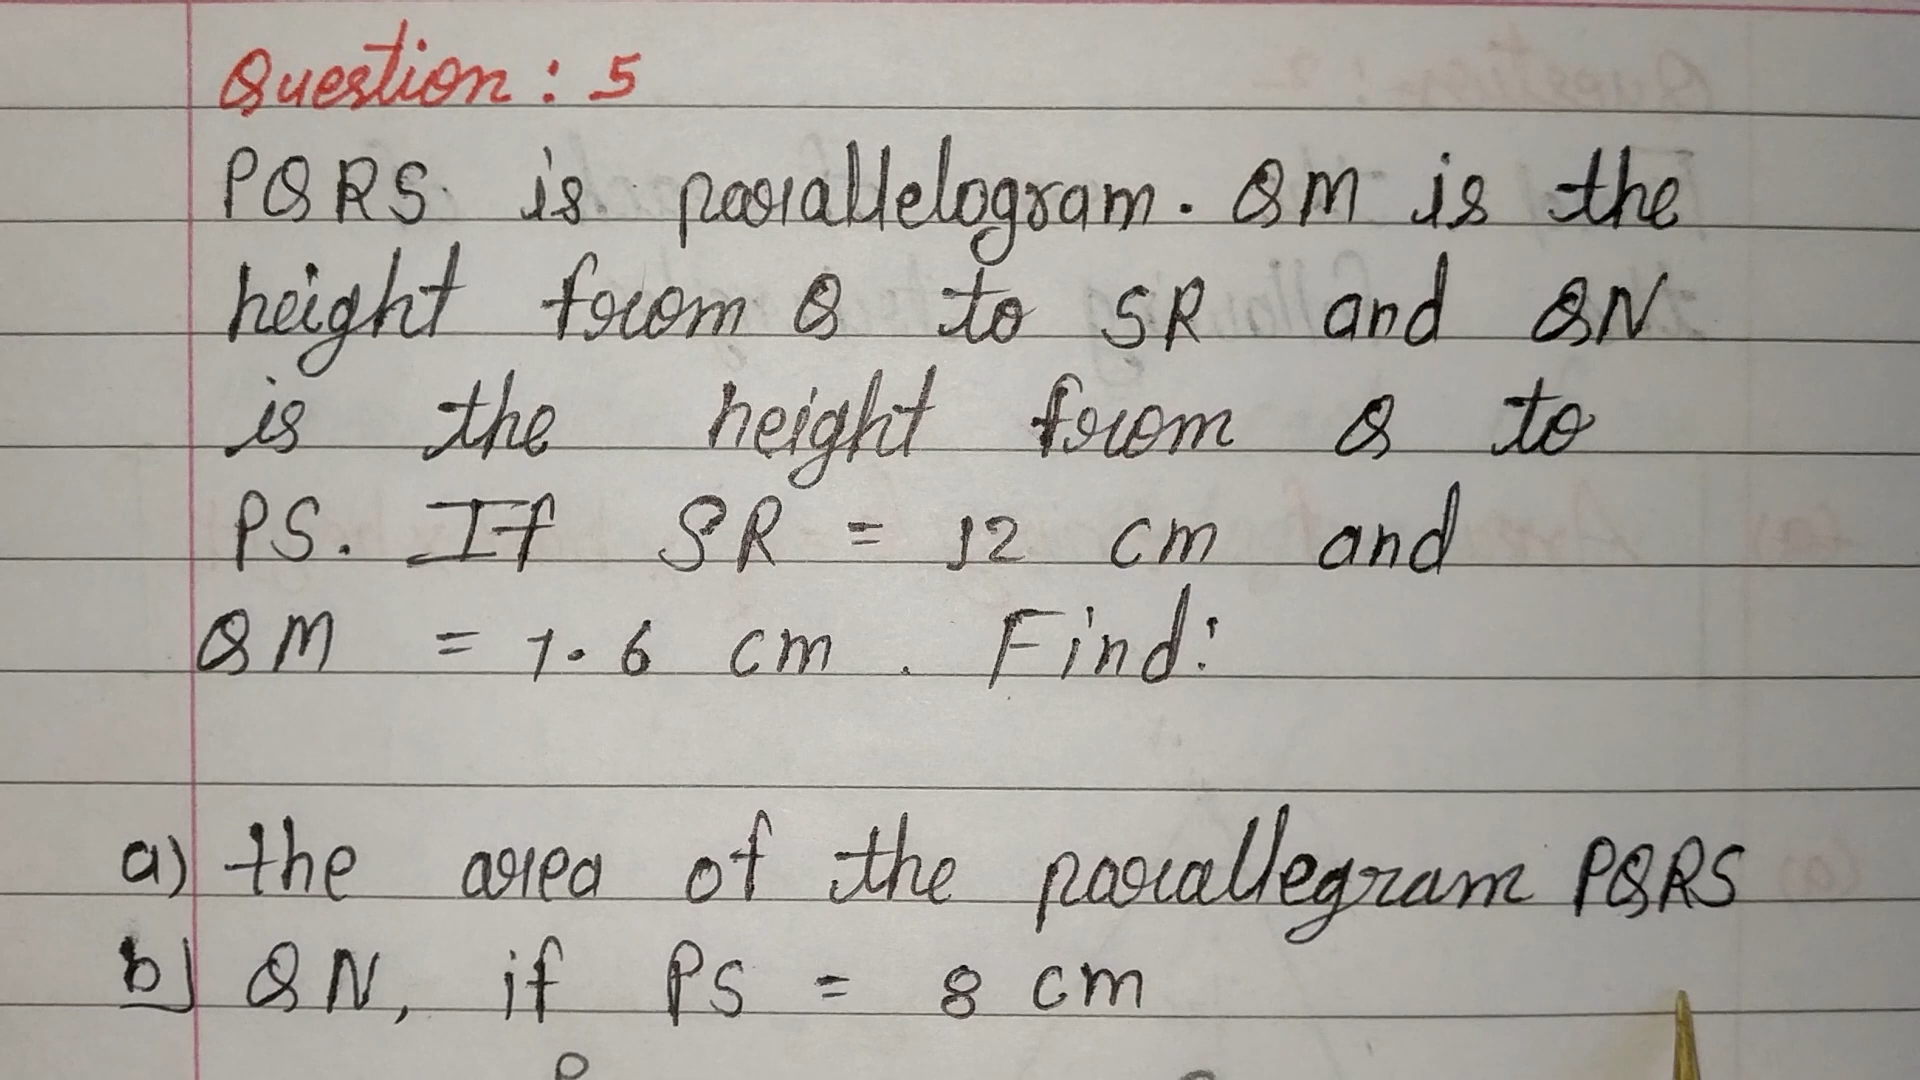 Question : 5
PQRS is parallelogram. QM is the
height from Q to SR and QN
is the height from Q to
PS. If SR = 12 cm and
QM = 7.6 cm. Find:
a) the area of the parallegram PQRS
b) QN, if PS = 8 cm